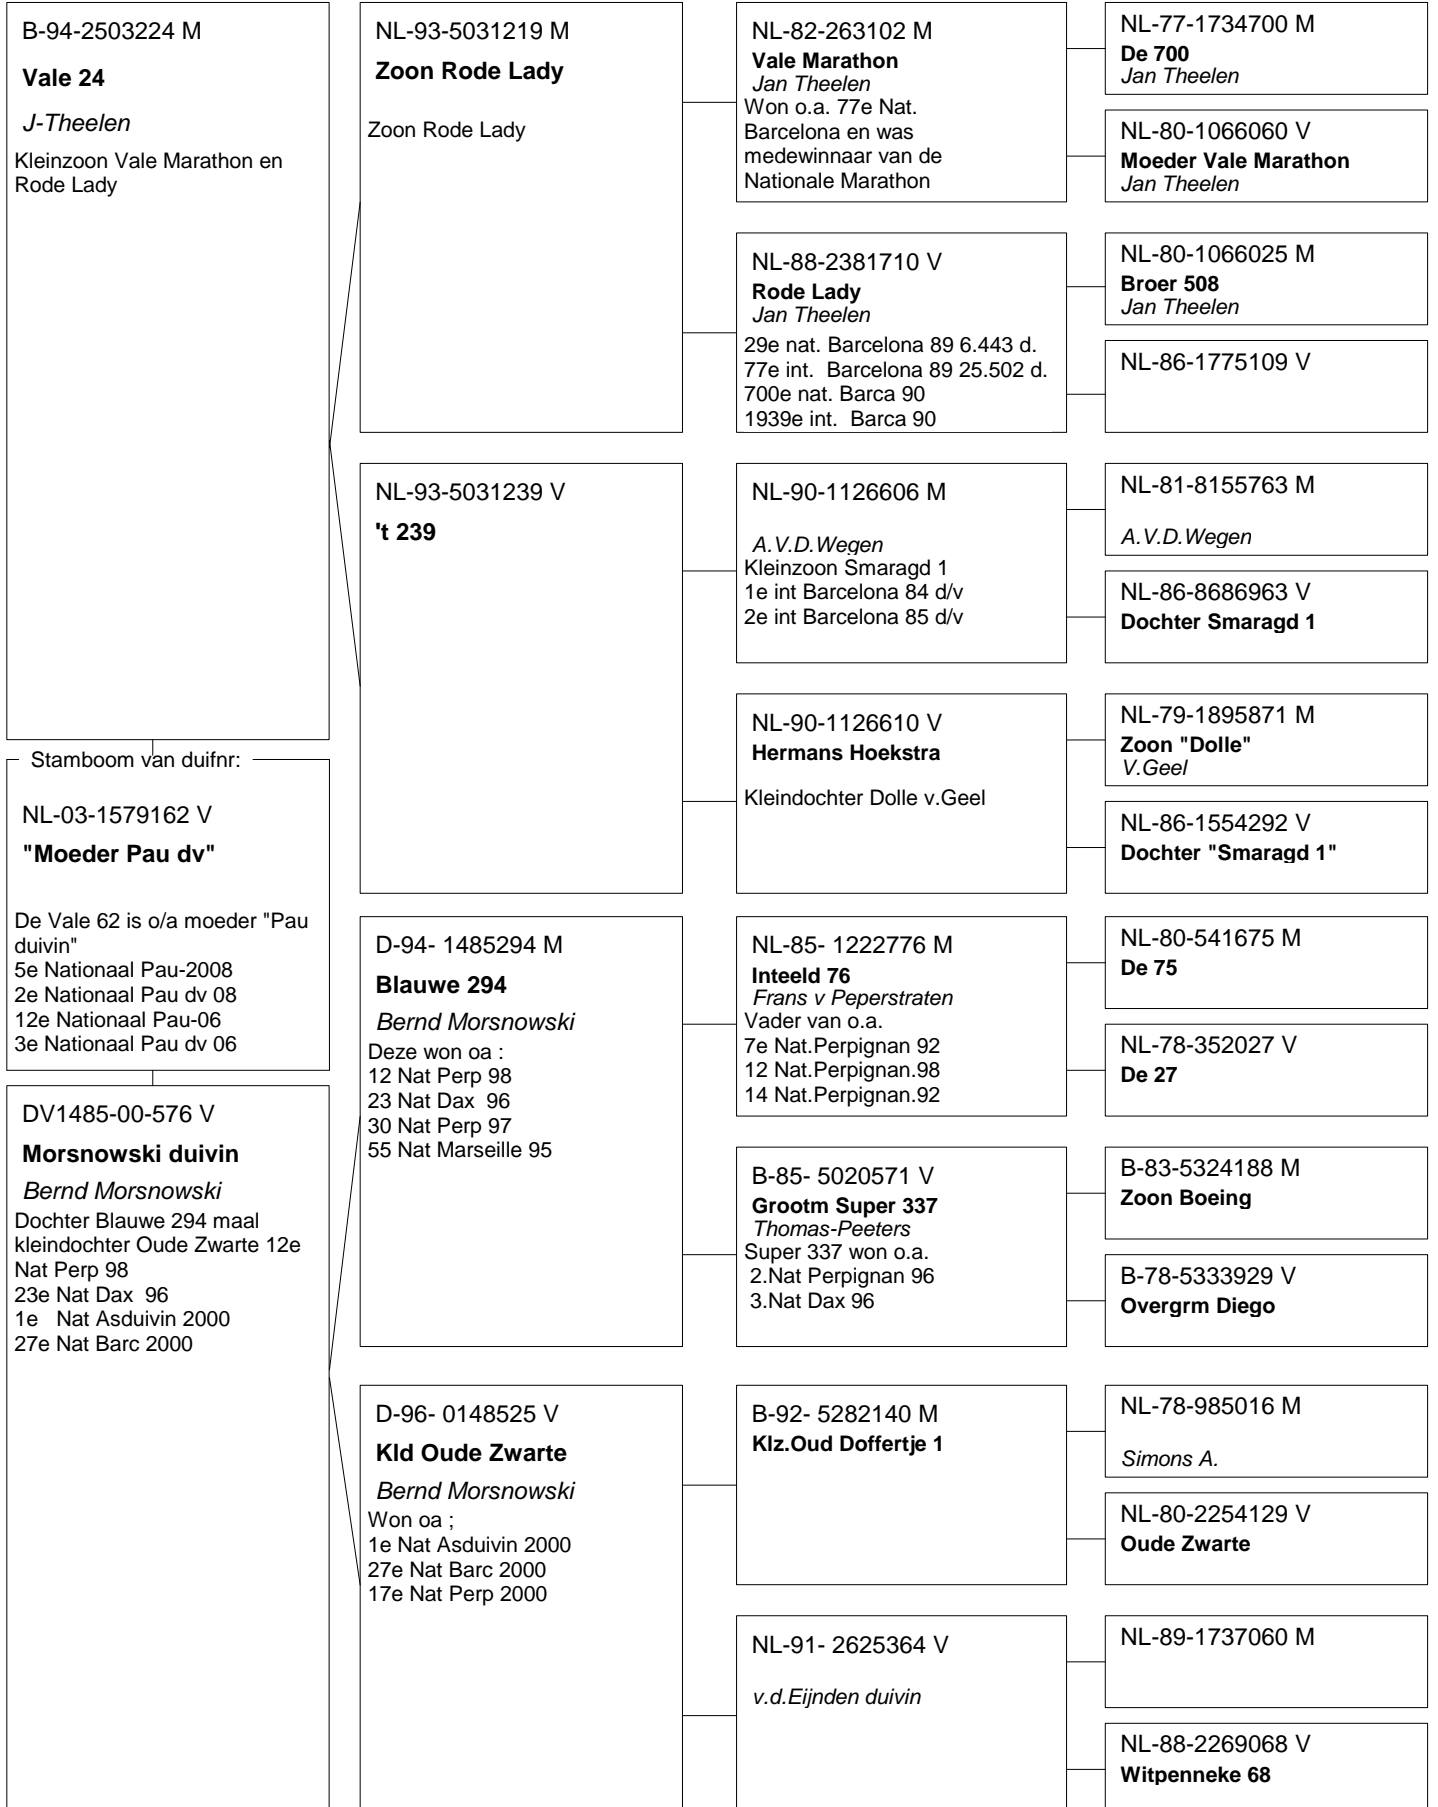 B-94-2503224 M
Vale 24
J-Theelen
Kleinzoon Vale Marathon en
Rode Lady
Stamboom van duifnr:
NL-03-1579162 V
"Moeder Pau dv"
De Vale 62 is o/a moeder "Pau
duivin"
5e Nationaal Pau-2008
2e Nationaal Pau dv 08
12e Nationaal Pau-06
3e Nationaal Pau dv 06
DV1485-00-576 V
Morsnowski duivin
Bernd Morsnowski
Dochter Blauwe 294 maal
kleindochter Oude Zwarte 12e
Nat Perp 98
23e Nat Dax  96
1e   Nat Asduivin 2000
27e Nat Barc 2000
NL-93-5031219 M
Zoon Rode Lady
Zoon Rode Lady
NL-93-5031239 V
't 239
D-94- 1485294 M
Blauwe 294
Bernd Morsnowski
Deze won oa :
12 Nat Perp 98
23 Nat Dax  96
30 Nat Perp 97
55 Nat Marseille 95
D-96- 0148525 V
Kld Oude Zwarte
Bernd Morsnowski
Won oa ;
1e Nat Asduivin 2000
27e Nat Barc 2000
17e Nat Perp 2000
NL-82-263102 M
Vale Marathon
Jan Theelen
Won o.a. 77e Nat.
Barcelona en was
medewinnaar van de
Nationale Marathon
NL-88-2381710 V
Rode Lady
Jan Theelen
29e nat. Barcelona 89 6.443 d.
77e int.  Barcelona 89 25.502 d.
700e nat. Barca 90
1939e int.  Barca 90
NL-90-1126606 M
A.V.D.Wegen
Kleinzoon Smaragd 1
1e int Barcelona 84 d/v
2e int Barcelona 85 d/v
NL-90-1126610 V
Hermans Hoekstra
Kleindochter Dolle v.Geel
NL-85- 1222776 M
Inteeld 76
Frans v Peperstraten
Vader van o.a.
7e Nat.Perpignan 92
12 Nat.Perpignan.98
14 Nat.Perpignan.92
B-85- 5020571 V
Grootm Super 337
Thomas-Peeters
Super 337 won o.a.
2.Nat Perpignan 96
3.Nat Dax 96
B-92- 5282140 M
Klz.Oud Doffertje 1
NL-91- 2625364 V
v.d.Eijnden duivin
NL-77-1734700 M
De 700
Jan Theelen
NL-80-1066060 V
Moeder Vale Marathon
Jan Theelen
NL-80-1066025 M
Broer 508
Jan Theelen
NL-86-1775109 V
NL-81-8155763 M
A.V.D.Wegen
NL-86-8686963 V
Dochter Smaragd 1
NL-79-1895871 M
Zoon "Dolle"
V.Geel
NL-86-1554292 V
Dochter "Smaragd 1"
NL-80-541675 M
De 75
NL-78-352027 V
De 27
B-83-5324188 M
Zoon Boeing
B-78-5333929 V
Overgrm Diego
NL-78-985016 M
Simons A.
NL-80-2254129 V
Oude Zwarte
NL-89-1737060 M
NL-88-2269068 V
Witpenneke 68